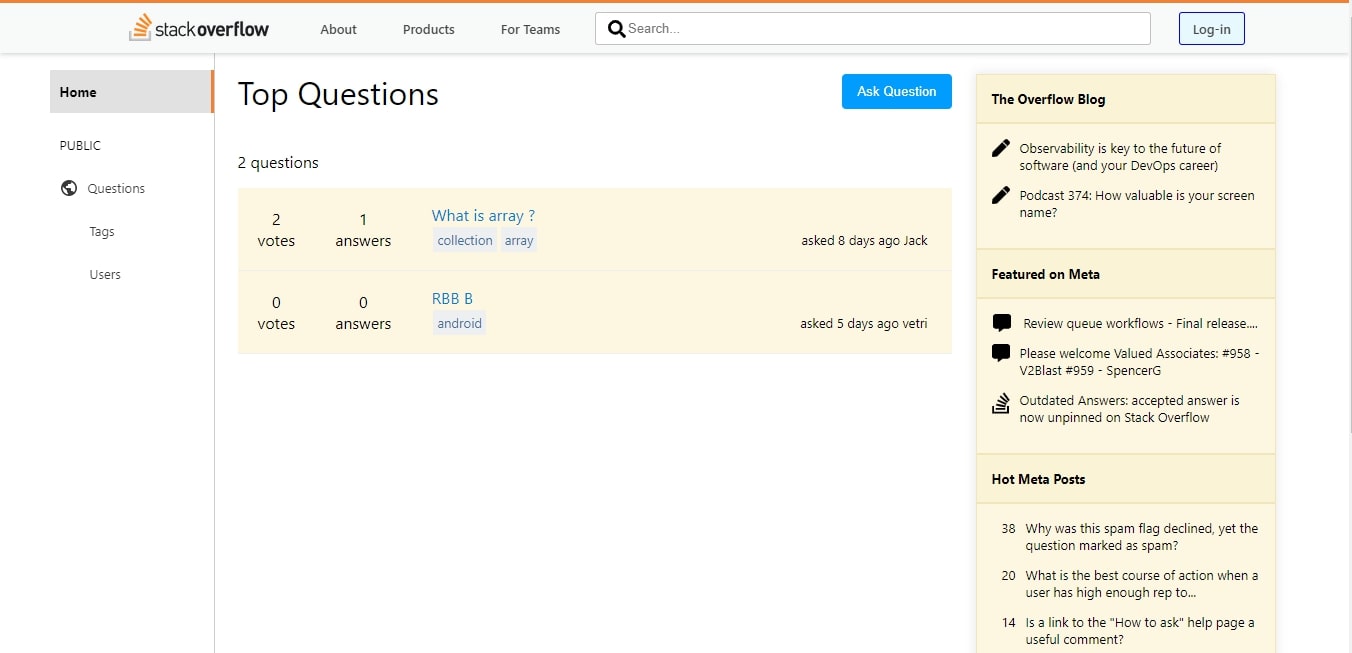 stackoverflow
About
Products
For Teams
Search...
Log-in
Home
PUBLIC
Questions
Tags
Users
Top Questions
Ask Question
2 questions
2
votes
1
answers
What is array ?
collection
array
asked 8 days ago Jack
0
votes
0
answers
RBB B
android
asked 5 days ago vetri
The Overflow Blog
Observability is key to the future of
software (and your DevOps career)
Podcast 374: How valuable is your screen
name?
Featured on Meta
Review queue workflows - Final release....
Please welcome Valued Associates: #958 -
V2Blast #959 - SpencerG
Outdated Answers: accepted answer is
now unpinned on Stack Overflow
Hot Meta Posts
38 Why was this spam flag declined, yet the
question marked as spam?
20 What is the best course of action when a
user has high enough rep to...
14 Is a link to the "How to ask" help page a
useful comment?